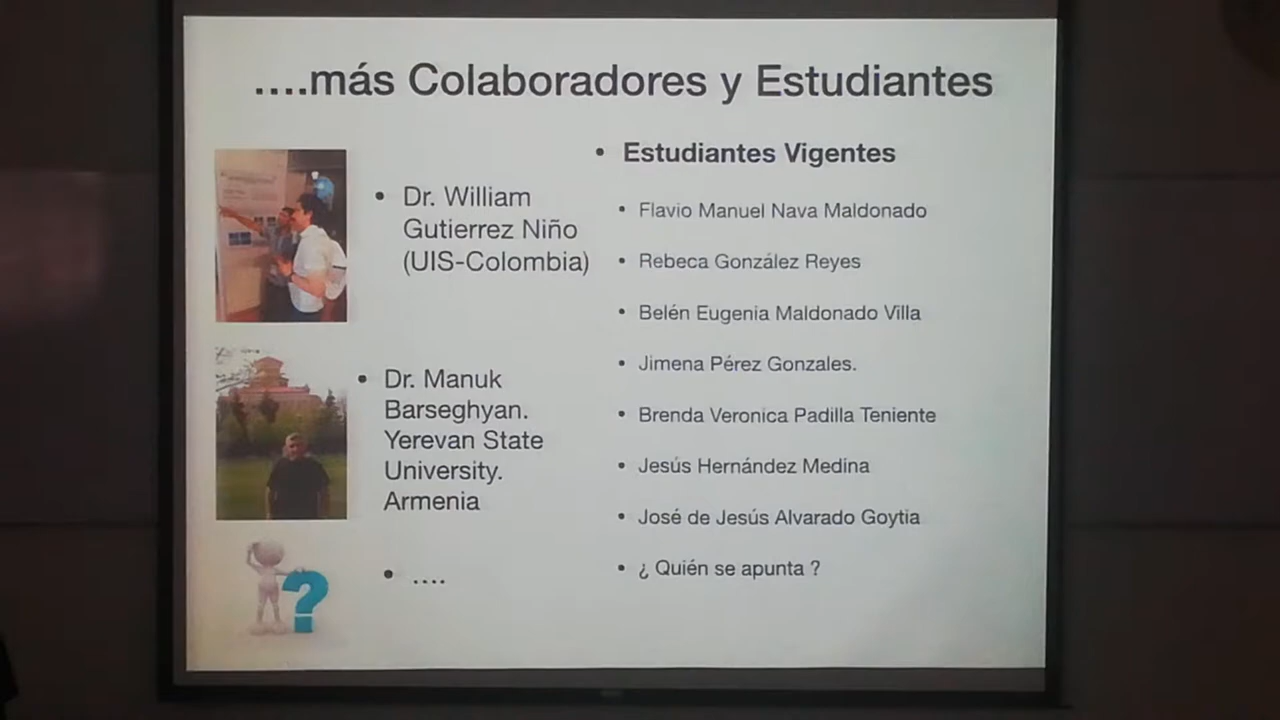 ....más Colaboradores y Estudiantes
• Dr. William
Gutierrez Niño
(UIS-Colombia)
• Dr. Manuk
Barseghyan.
Yerevan State
University.
Armenia
• ....
• Estudiantes Vigentes
• Flavio Manuel Nava Maldonado
• Rebeca González Reyes
• Belén Eugenia Maldonado Villa
• Jimena Pérez Gonzales.
• Brenda Veronica Padilla Teniente
• Jesús Hernández Medina
• José de Jesús Alvarado Goytia
• ¿ Quién se apunta ?
?